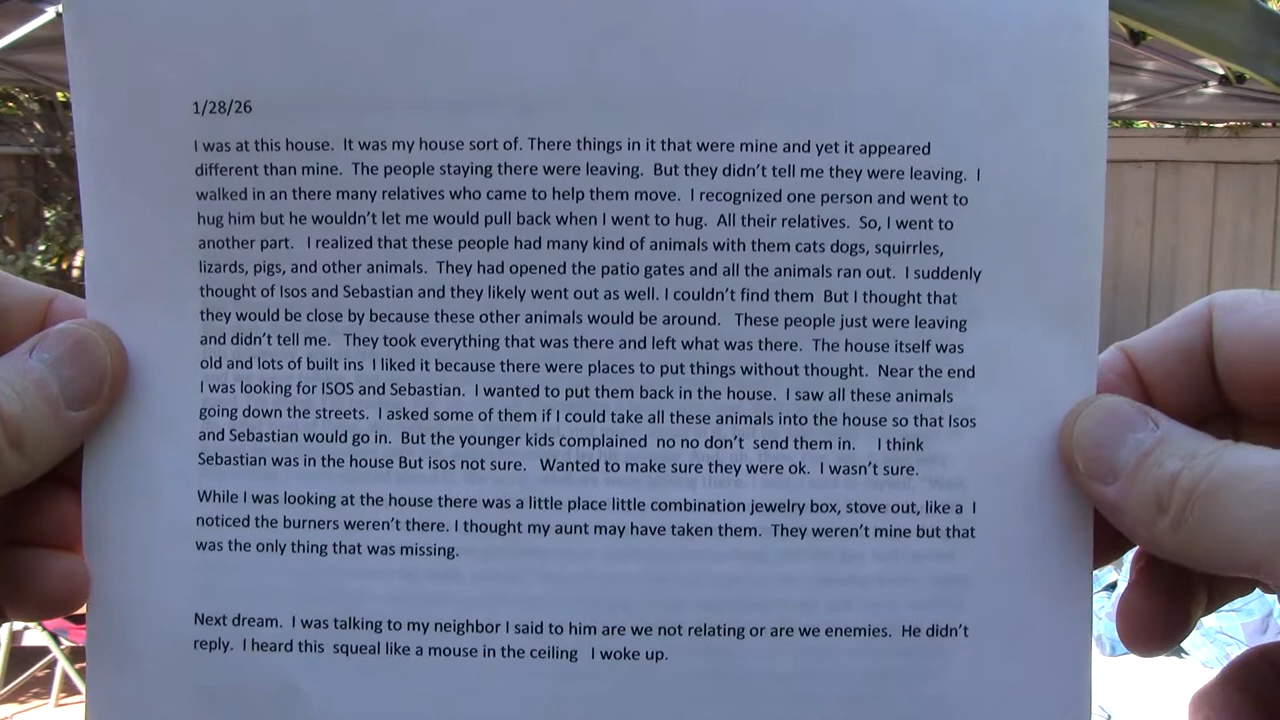 1/28/26
I was at this house.  It was my house sort of. There things in it that were mine and yet it appeared
different than mine.  The people staying there were leaving.  But they didn't tell me they were leaving.  I
walked in an there many relatives who came to help them move.  I recognized one person and went to
hug him but he wouldn't let me would pull back when I went to hug.  All their relatives.  So, I went to
another part.   I realized that these people had many kind of animals with them cats dogs, squirrles,
lizards, pigs, and other animals.  They had opened the patio gates and all the animals ran out.  I suddenly
thought of Isos and Sebastian and they likely went out as well. I couldn't find them  But I thought that
they would be close by because these other animals would be around.   These people just were leaving
and didn't tell me.  They took everything that was there and left what was there.  The house itself was
old and lots of built ins  I liked it because there were places to put things without thought.  Near the end
I was looking for ISOS and Sebastian.  I wanted to put them back in the house.  I saw all these animals
going down the streets.  I asked some of them if I could take all these animals into the house so that Isos
and Sebastian would go in.  But the younger kids complained  no no don't  send them in.    I think
Sebastian was in the house But isos not sure.   Wanted to make sure they were ok.  I wasn't sure.
While I was looking at the house there was a little place little combination jewelry box, stove out, like a  I
noticed the burners weren't there. I thought my aunt may have taken them.  They weren't mine but that
was the only thing that was missing.
Next dream.  I was talking to my neighbor I said to him are we not relating or are we enemies.  He didn't
reply.  I heard this  squeal like a mouse in the ceiling   I woke up.